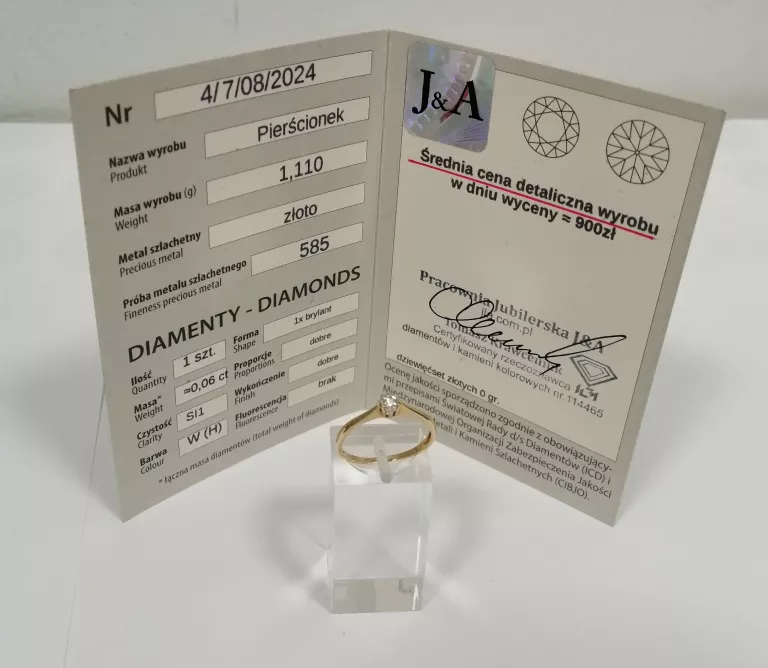 Nr 4/7/08/2024
Nazwa wyrobu Pierścionek
Produkt
Masa wyrobu (g) 1,110
Weight
Metal szlachetny złoto
Precious metal
Próba metalu szlachetnego 585
Fineness precious metal
DIAMENTY - DIAMONDS
Ilość 1 szt.
Quantity
Masa* ≈0,06 ct
Weight
Czystość SI1
Clarity
Barwa W (H)
Colour
Forma 1x brylant
Shape
Proporcje dobre
Proportions
Wykończenie dobre
Finish
Fluorescencja brak
Fluorescence
* łączna masa diamentów (total weight of diamonds)
J&A
Średnia cena detaliczna wyrobu
w dniu wyceny ≈ 900zł
Pracownia Jubilerska J&A
.com.pl
Tomasz
Certyfikowany rzeczoznawca
diamentów i kamieni kolorowych nr 114465
dziewięćset złotych 0 gr.
Ocenę jakości sporządzono zgodnie z obowiązujący-
mi przepisami Światowej Rady d/s Diamentów (ICD) i
Międzynarodowej Organizacji Zabezpieczenia Jakości
etali i Kamieni Szlachetnych (CIBJO).